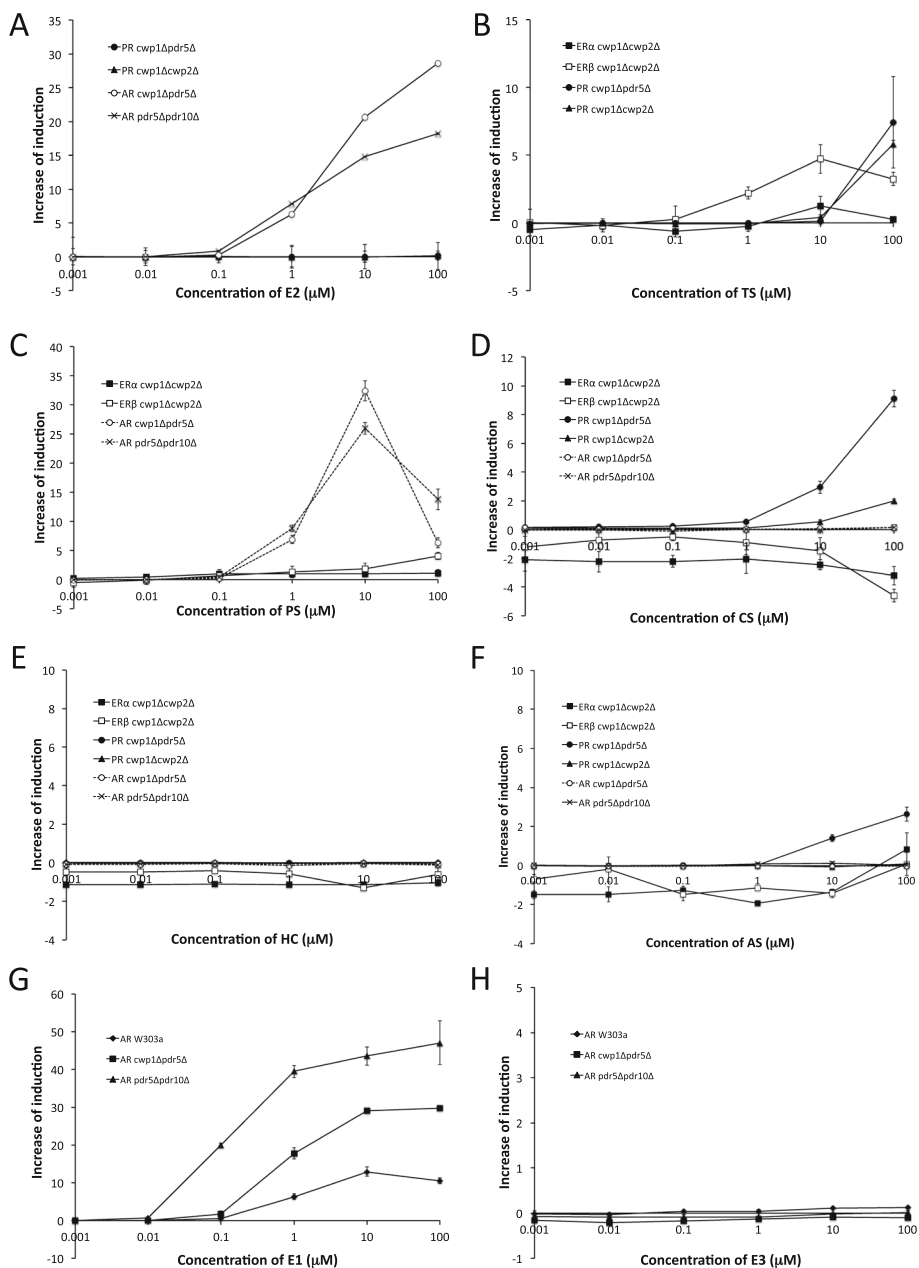 A
35
30
25
20
15
10
5
0
-5
Increase of induction
PR cwp1Δpdr5Δ
PR cwp1Δcwp2Δ
AR cwp1Δpdr5Δ
AR pdr5Δpdr10Δ
0.001 0.01 0.1 1 10 100
Concentration of E2 (μM)
B
15
10
5
0
-5
Increase of induction
ERα cwp1Δcwp2Δ
ERβ cwp1Δcwp2Δ
PR cwp1Δpdr5Δ
PR cwp1Δcwp2Δ
0.001 0.01 0.1 1 10 100
Concentration of TS (μM)
C
40
35
30
25
20
15
10
5
0
-5
Increase of induction
ERα cwp1Δcwp2Δ
ERβ cwp1Δcwp2Δ
AR cwp1Δpdr5Δ
AR pdr5Δpdr10Δ
0.001 0.01 0.1 1 10 100
Concentration of PS (μM)
D
12
10
8
6
4
2
0
-2
-4
-6
Increase of induction
ERα cwp1Δcwp2Δ
ERβ cwp1Δcwp2Δ
PR cwp1Δpdr5Δ
PR cwp1Δcwp2Δ
AR cwp1Δpdr5Δ
AR pdr5Δpdr10Δ
0.001 0.01 0.1 1 10 100
Concentration of CS (μM)
E
10
8
6
4
2
0
-2
-4
Increase of induction
ERα cwp1Δcwp2Δ
ERβ cwp1Δcwp2Δ
PR cwp1Δpdr5Δ
PR cwp1Δcwp2Δ
AR cwp1Δpdr5Δ
AR pdr5Δpdr10Δ
0.001 0.01 0.1 1 10 100
Concentration of HC (μM)
F
10
8
6
4
2
0
-2
-4
Increase of induction
ERα cwp1Δcwp2Δ
ERβ cwp1Δcwp2Δ
PR cwp1Δpdr5Δ
PR cwp1Δcwp2Δ
AR cwp1Δpdr5Δ
AR pdr5Δpdr10Δ
0.001 0.01 0.1 1 10 100
Concentration of AS (μM)
G
60
50
40
30
20
10
0
-10
Increase of induction
AR W303a
AR cwp1Δpdr5Δ
AR pdr5Δpdr10Δ
0.001 0.01 0.1 1 10 100
Concentration of E1 (μM)
H
5
4
3
2
1
0
-1
Increase of induction
AR W303a
AR cwp1Δpdr5Δ
AR pdr5Δpdr10Δ
0.001 0.01 0.1 1 10 100
Concentration of E3 (μM)